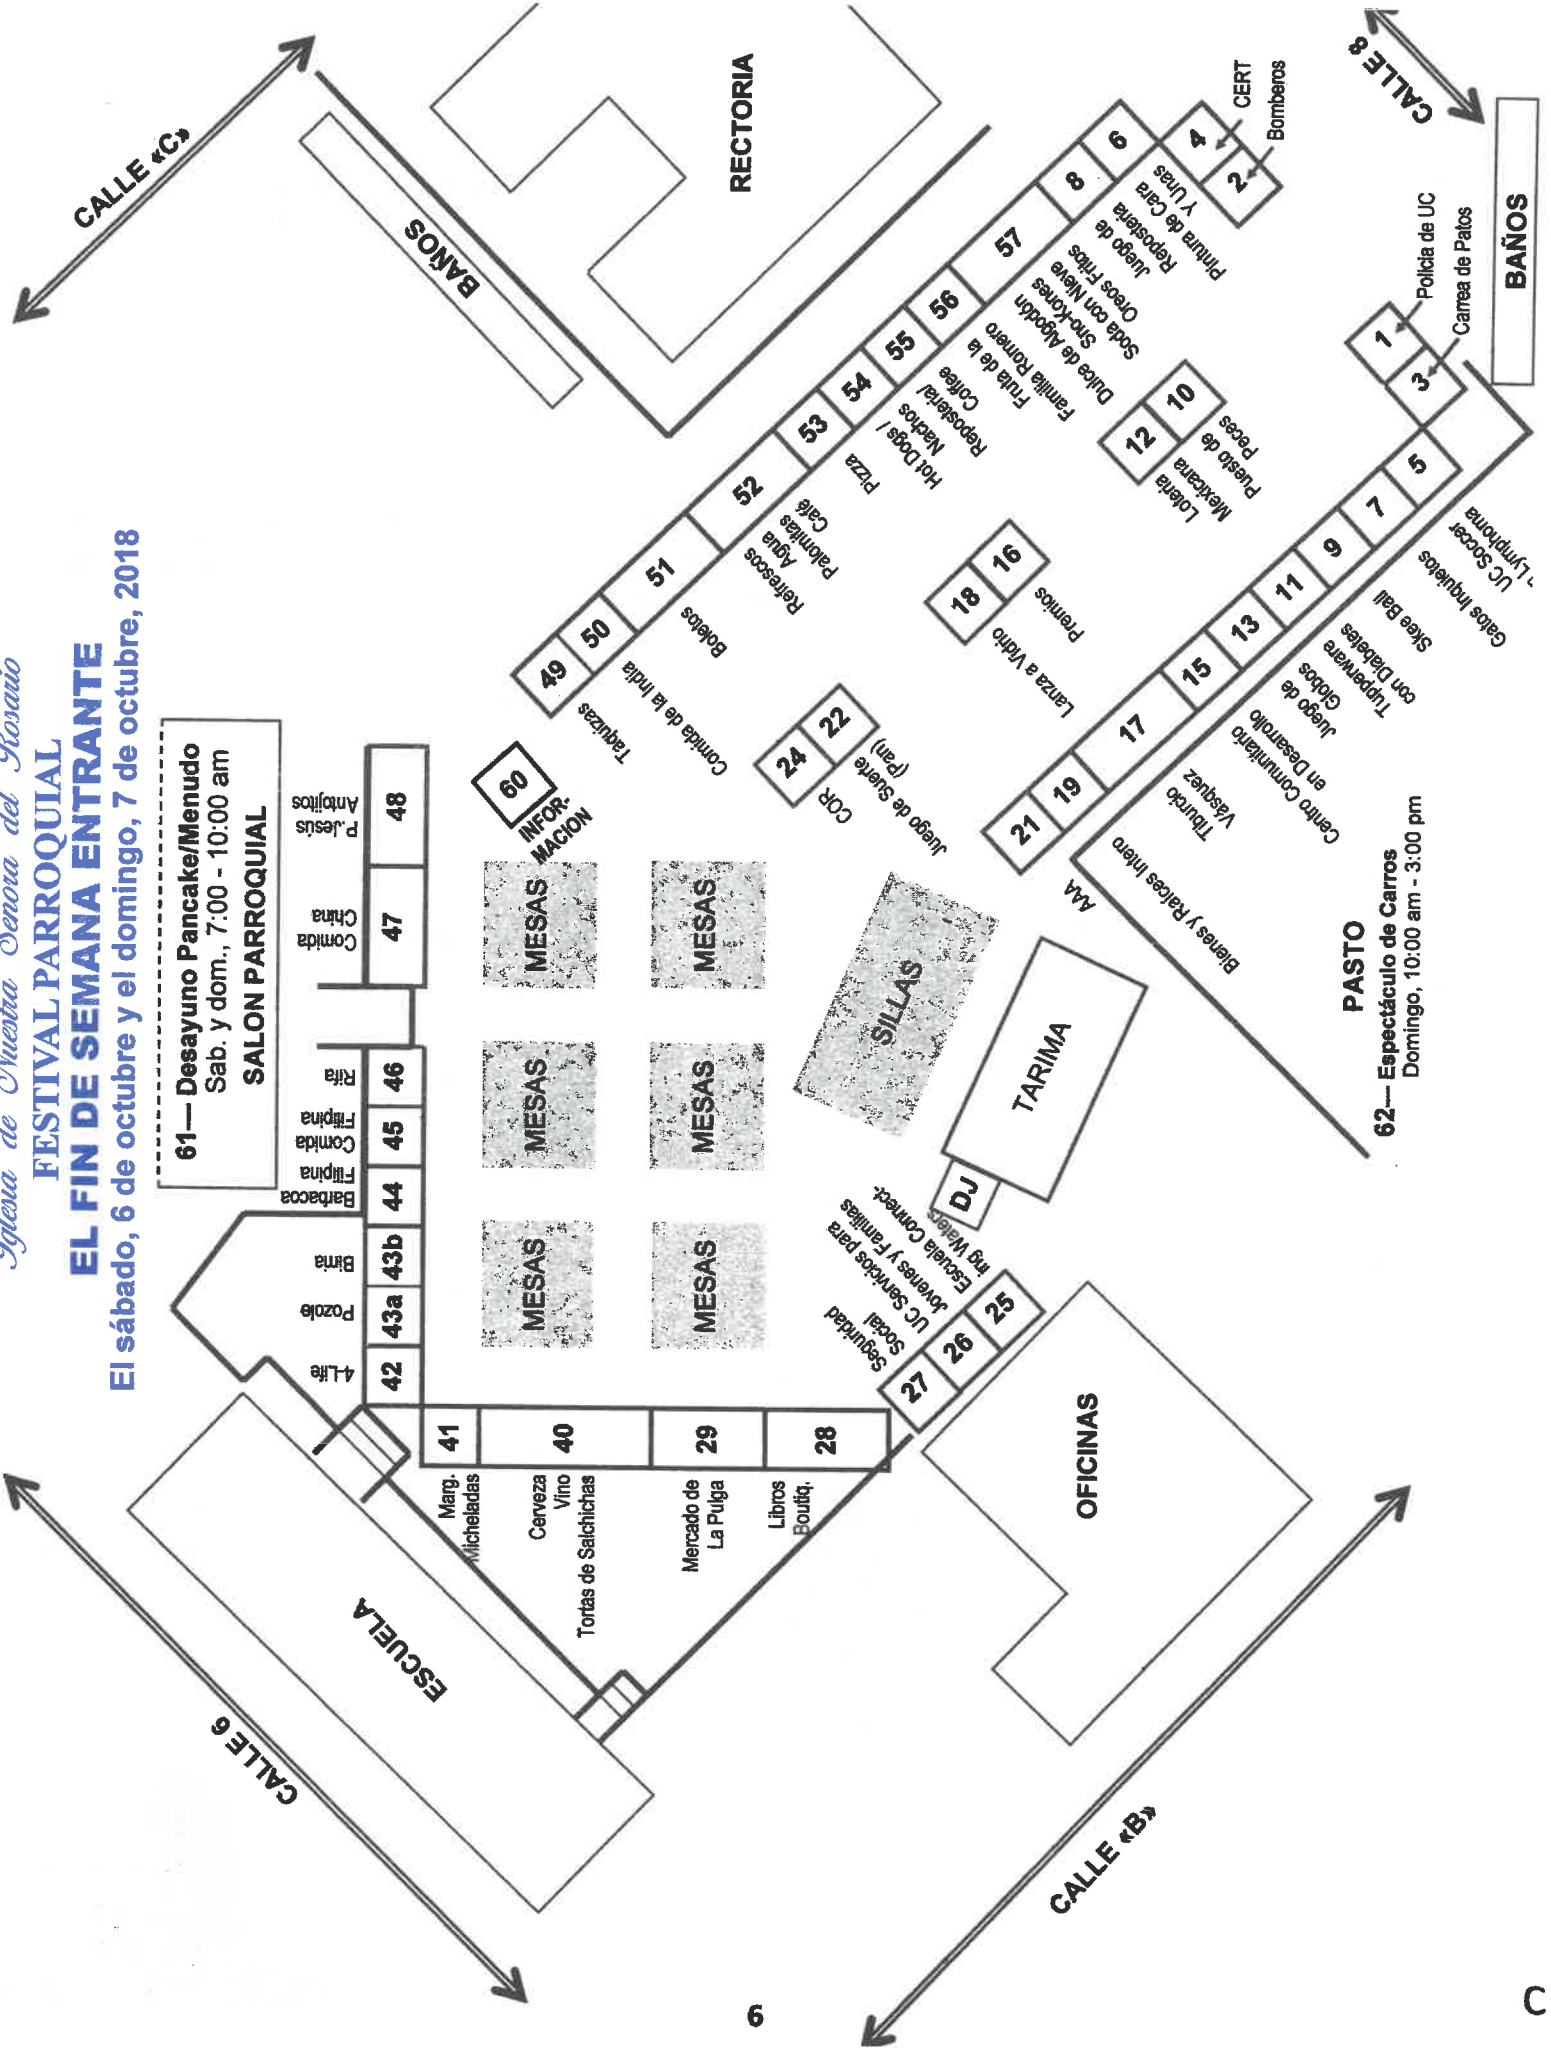 Iglesia de Nuestra Senora del Rosario
FESTIVAL PARROQUIAL
EL FIN DE SEMANA ENTRANTE
El sábado, 6 de octubre y el domingo, 7 de octubre, 2018
61— Desayuno Pancake/Menudo
Sab. y dom., 7:00 - 10:00 am
SALON PARROQUIAL
CALLE 6
ESCUELA
CALLE «C»
BAÑOS
RECTORIA
4-Life
Pozole
Birria
Barbacoa
Filipina
Comida
Filipina
Rifa
Comida
China
P.Jesús
Antojitos
42
43a
43b
44
45
46
47
48
41
40
29
28
Marg.
Micheladas
Cerveza
Vino
Tortas de Salchichas
Mercado de
La Pulga
Libros
Boutiq.
MESAS
MESAS
MESAS
MESAS
MESAS
MESAS
60
INFOR-
MACION
49
50
51
52
53
54
55
56
57
8
6
Taquizas
Comida de la India
Boletos
Refrescos
Agua
Palomitas
Café
Pizza
Hot Dogs /
Nachos
Reposteria/
Coffee
Fruta de la
Familia Romero
Dulce de Algodón
Sno-Kones
Soda con Nieve
Oreos Fritos
Juego de
Reposteria
Pintura de Cara
Y Unas
4
2
CERT
Bomberos
CALLE 8
24
22
COR
Juego de Suerte
(Pan)
18
16
Lanza a Vidrio
Premios
12
10
Loteria
Mexicana
Puesto de
Peces
1
3
Policia de UC
Carrea de Patos
BAÑOS
SILLAS
TARIMA
DJ
27
26
25
Seguridad
Social
UC Servicios para
Jovenes y Familias
Escuela Connect-
ing Waters
OFICINAS
CALLE «B»
21
19
17
15
13
11
9
7
5
AAA
Bienes y Raíces Intero
Tiburcio
Vásquez
Centro Comunitario
en Desarrollo
Juego de
Globos
Tupperware
con Diabetes
Skee Ball
Gatos Inquietos
UC Soccer
Lymphoma
PASTO
62— Espectáculo de Carros
Domingo, 10:00 am - 3:00 pm
6
C